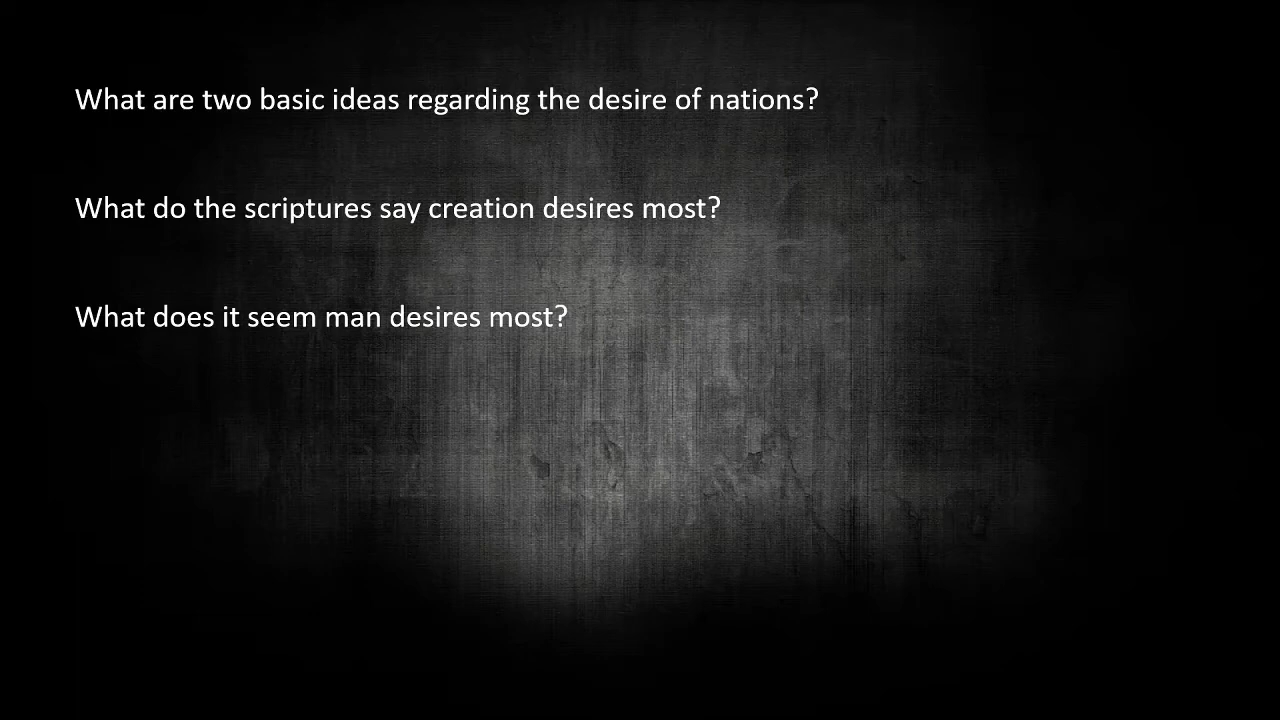 What are two basic ideas regarding the desire of nations?
What do the scriptures say creation desires most?
What does it seem man desires most?